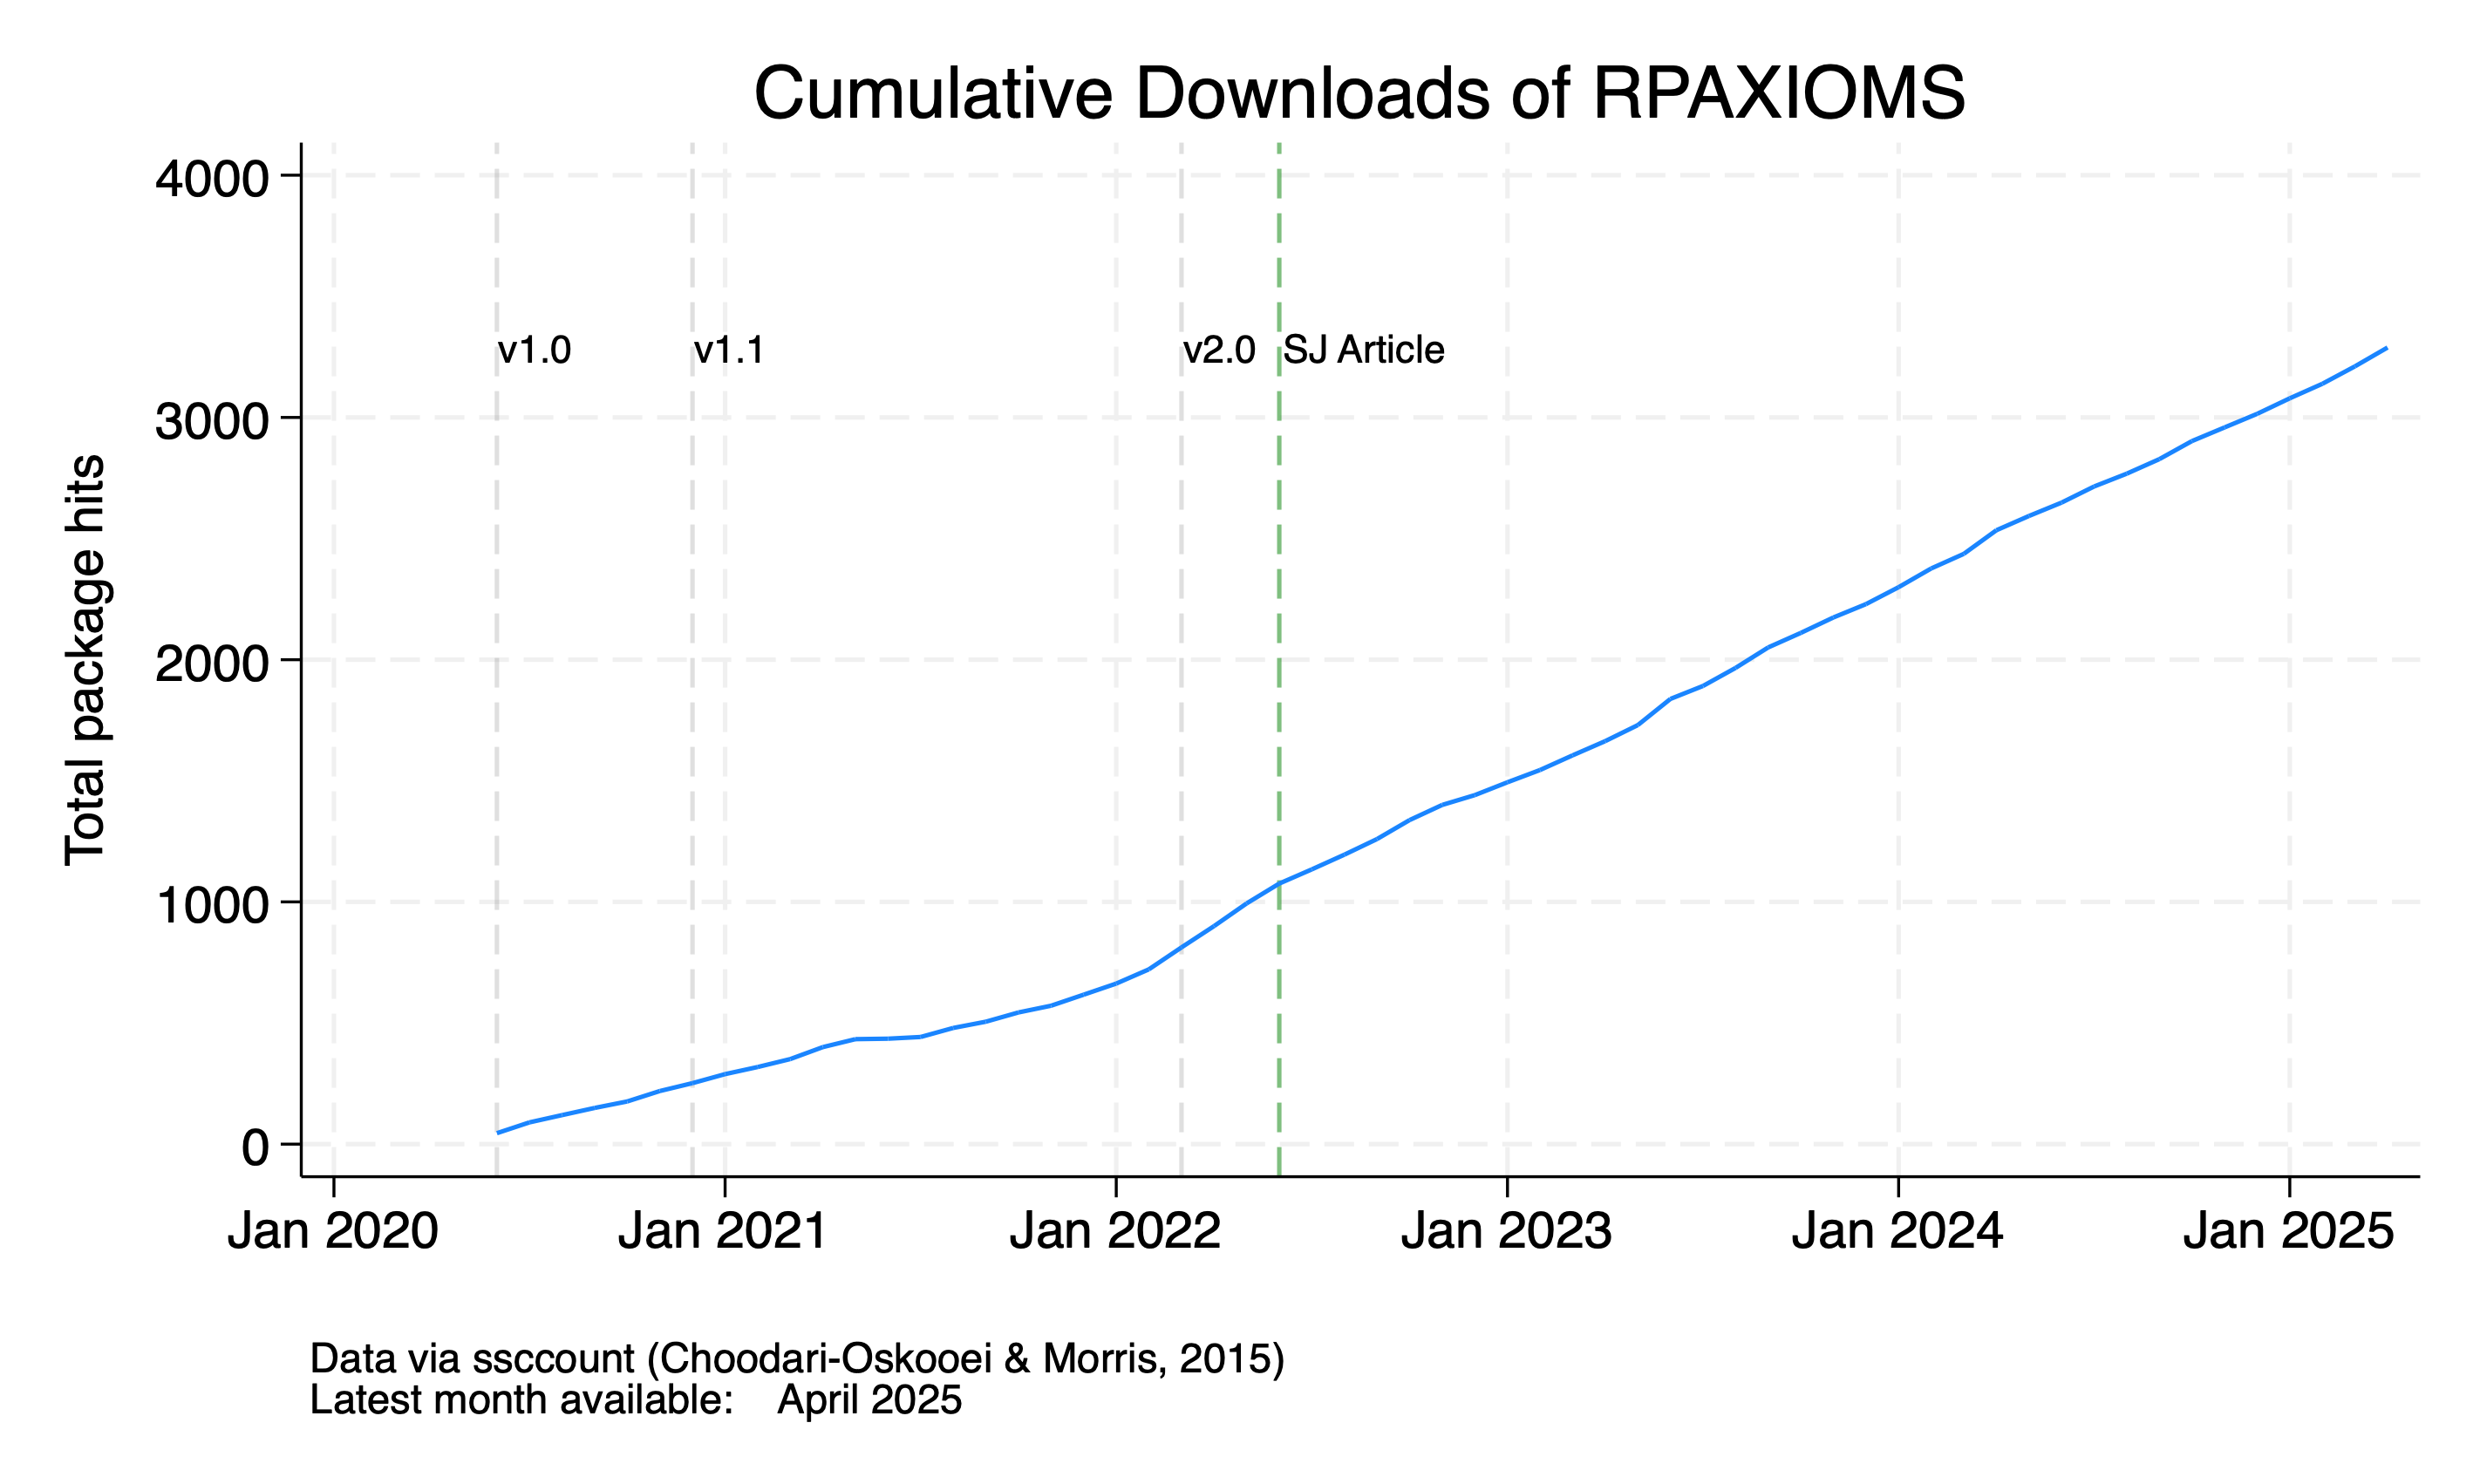 Cumulative Downloads of RPAXIOMS
4000
3000
2000
1000
0
Total package hits
v1.0
v1.1
v2.0
SJ Article
Jan 2020
Jan 2021
Jan 2022
Jan 2023
Jan 2024
Jan 2025
Data via ssccount (Choodari-Oskooei & Morris, 2015)
Latest month available: April 2025